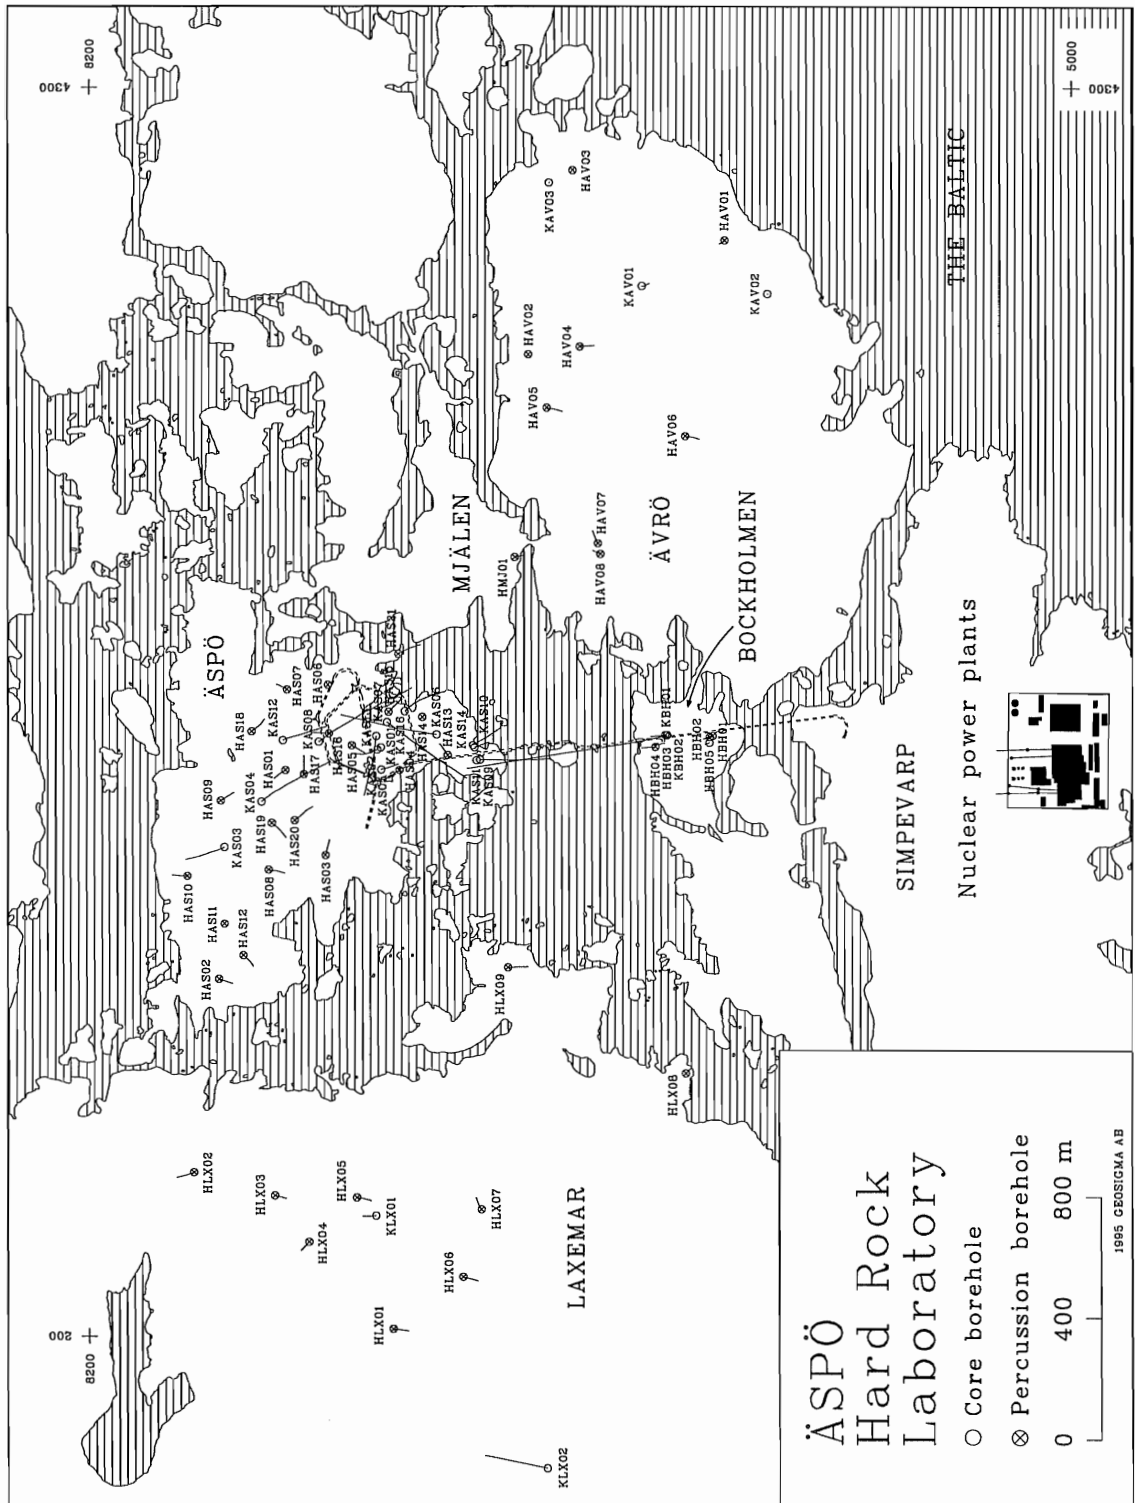 ÄSPÖ
Hard Rock
Laboratory
Core borehole
Percussion borehole
0 400 800 m
1995 GEOSIGMA AB
4300
8200
5000
4300
200
8200
THE BALTIC
ÄSPÖ
MJÄLEN
ÄVRÖ
BOCKHOLMEN
SIMPEVARP
Nuclear power plants
LAXEMAR
HAV03
KAV03
HAV01
KAV01
KAV02
HAV02
HAV04
HAV05
HAV06
HAV07
HAV08
HMJ01
HAS21
HAS07
HAS06
HAS18
KAS12
KAS08
HAS01
HAS17
HAS16
HAS05
HAS09
KAS04
KAS03
HAS19
HAS20
HAS03
HAS08
HAS10
HAS11
HAS12
HAS02
KAS06
HAS13
HAS14
KAS14
KAS10
KAS09
KAS16
KBH01
HBH04
HBH03
KBH02
HBH02
HBH05
HBH01
HLX09
HLX08
HLX02
HLX03
HLX05
KLX01
HLX04
HLX07
HLX06
HLX01
KLX02